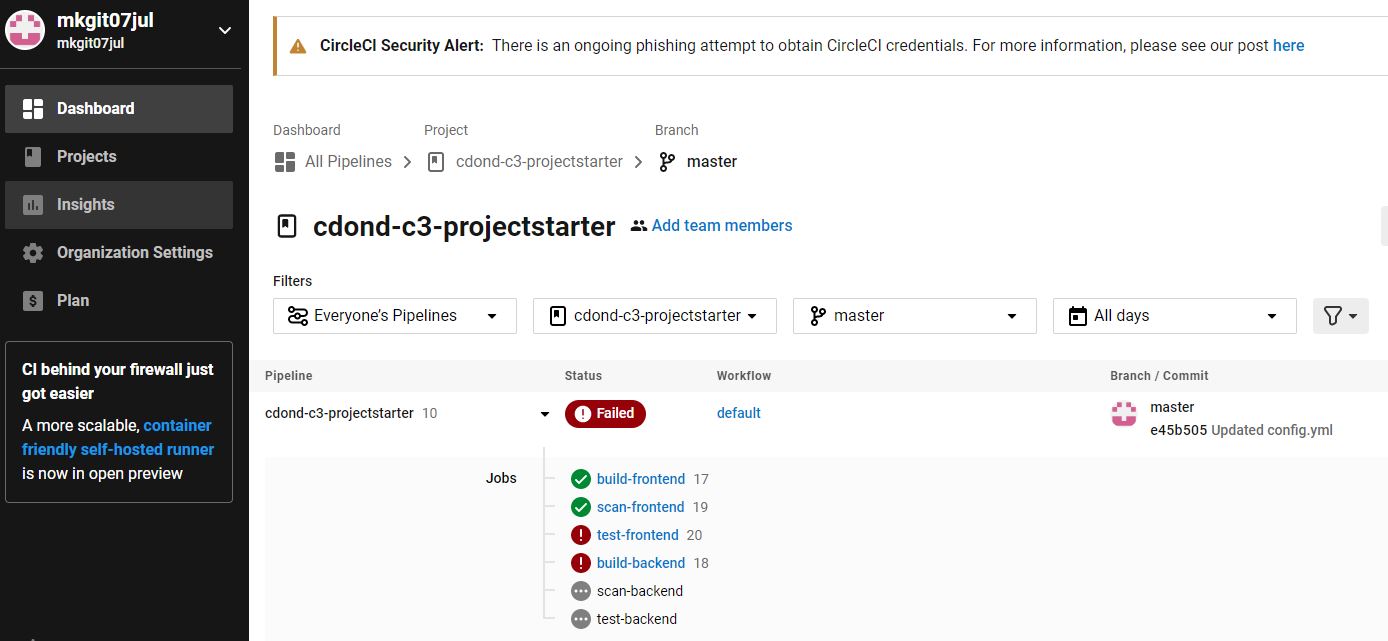 mkgit07jul
mkgit07jul
Dashboard
Projects
Insights
Organization Settings
Plan
CI behind your firewall just
got easier
A more scalable, container
friendly self-hosted runner
is now in open preview
CircleCI Security Alert: There is an ongoing phishing attempt to obtain CircleCI credentials. For more information, please see our post here
Dashboard Project Branch
All Pipelines cdond-c3-projectstarter master
cdond-c3-projectstarter Add team members
Filters
Everyone’s Pipelines cdond-c3-projectstarter master All days
Pipeline Status Workflow Branch / Commit
cdond-c3-projectstarter 10 Failed default master
e45b505 Updated config.yml
Jobs build-frontend 17
scan-frontend 19
test-frontend 20
build-backend 18
scan-backend
test-backend